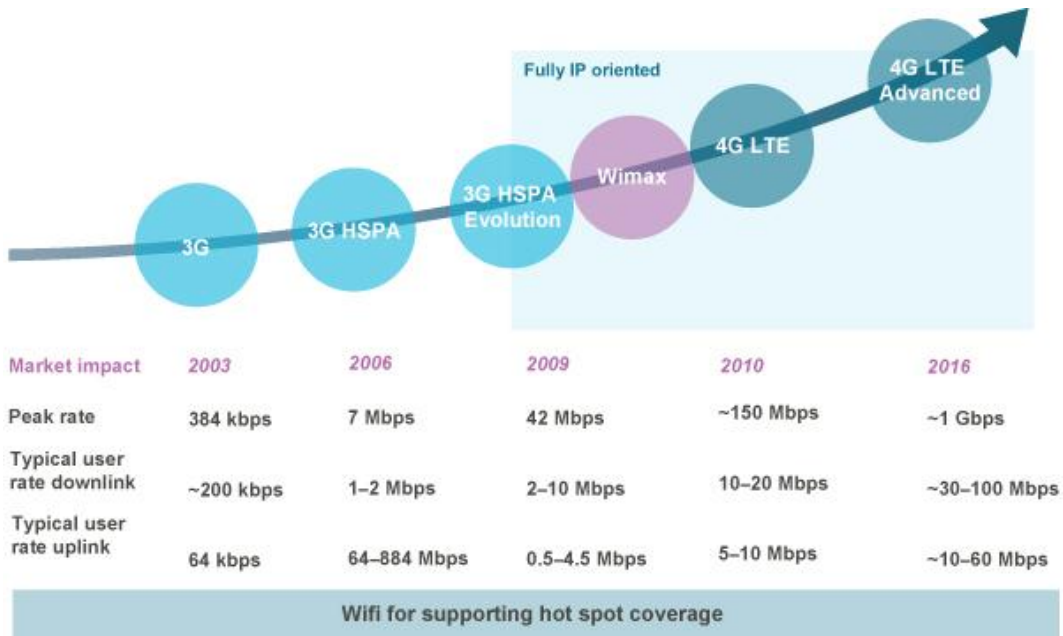 Fully IP oriented
4G LTE
Advanced
4G LTE
Wimax
3G HSPA
Evolution
3G HSPA
3G
Market impact 2003 2006 2009 2010 2016
Peak rate 384 kbps 7 Mbps 42 Mbps ~150 Mbps ~1 Gbps
Typical user
rate downlink ~200 kbps 1–2 Mbps 2–10 Mbps 10–20 Mbps ~30–100 Mbps
Typical user
rate uplink 64 kbps 64–884 Mbps 0.5–4.5 Mbps 5–10 Mbps ~10–60 Mbps
Wifi for supporting hot spot coverage